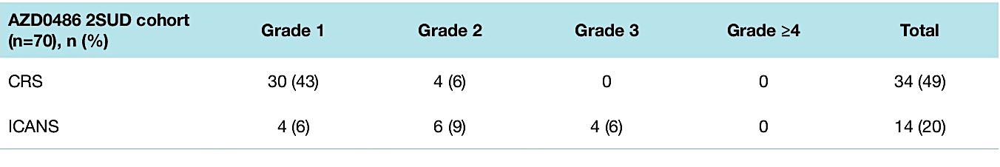 AZD0486 2SUD cohort
(n=70), n (%) Grade 1 Grade 2 Grade 3 Grade ≥4 Total
CRS 30 (43) 4 (6) 0 0 34 (49)
ICANS 4 (6) 6 (9) 4 (6) 0 14 (20)